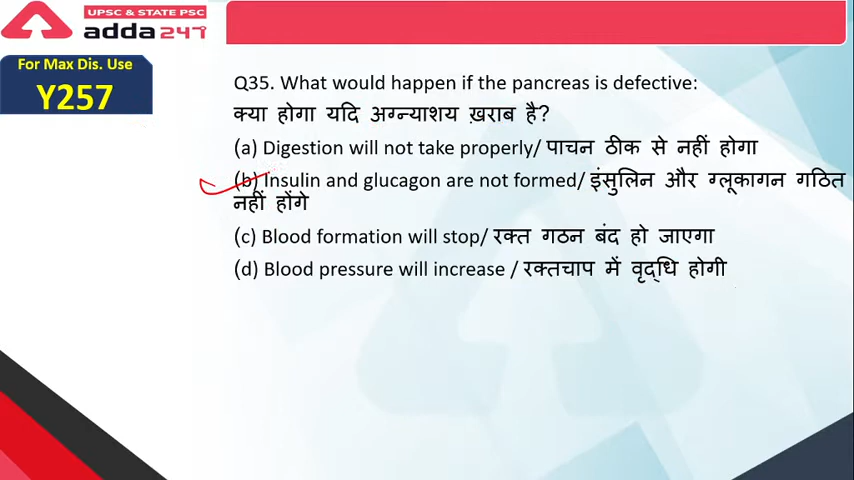 UPSC & STATE PSC
adda247
For Max Dis. Use
Y257
Q35. What would happen if the pancreas is defective:
क्या होगा यदि अग्न्याशय ख़राब है?
(a) Digestion will not take properly/ पाचन ठीक से नहीं होगा
(b) Insulin and glucagon are not formed/ इंसुलिन और ग्लूकागन गठित
नहीं होंगे
(c) Blood formation will stop/ रक्त गठन बंद हो जाएगा
(d) Blood pressure will increase / रक्तचाप में वृद्धि होगी